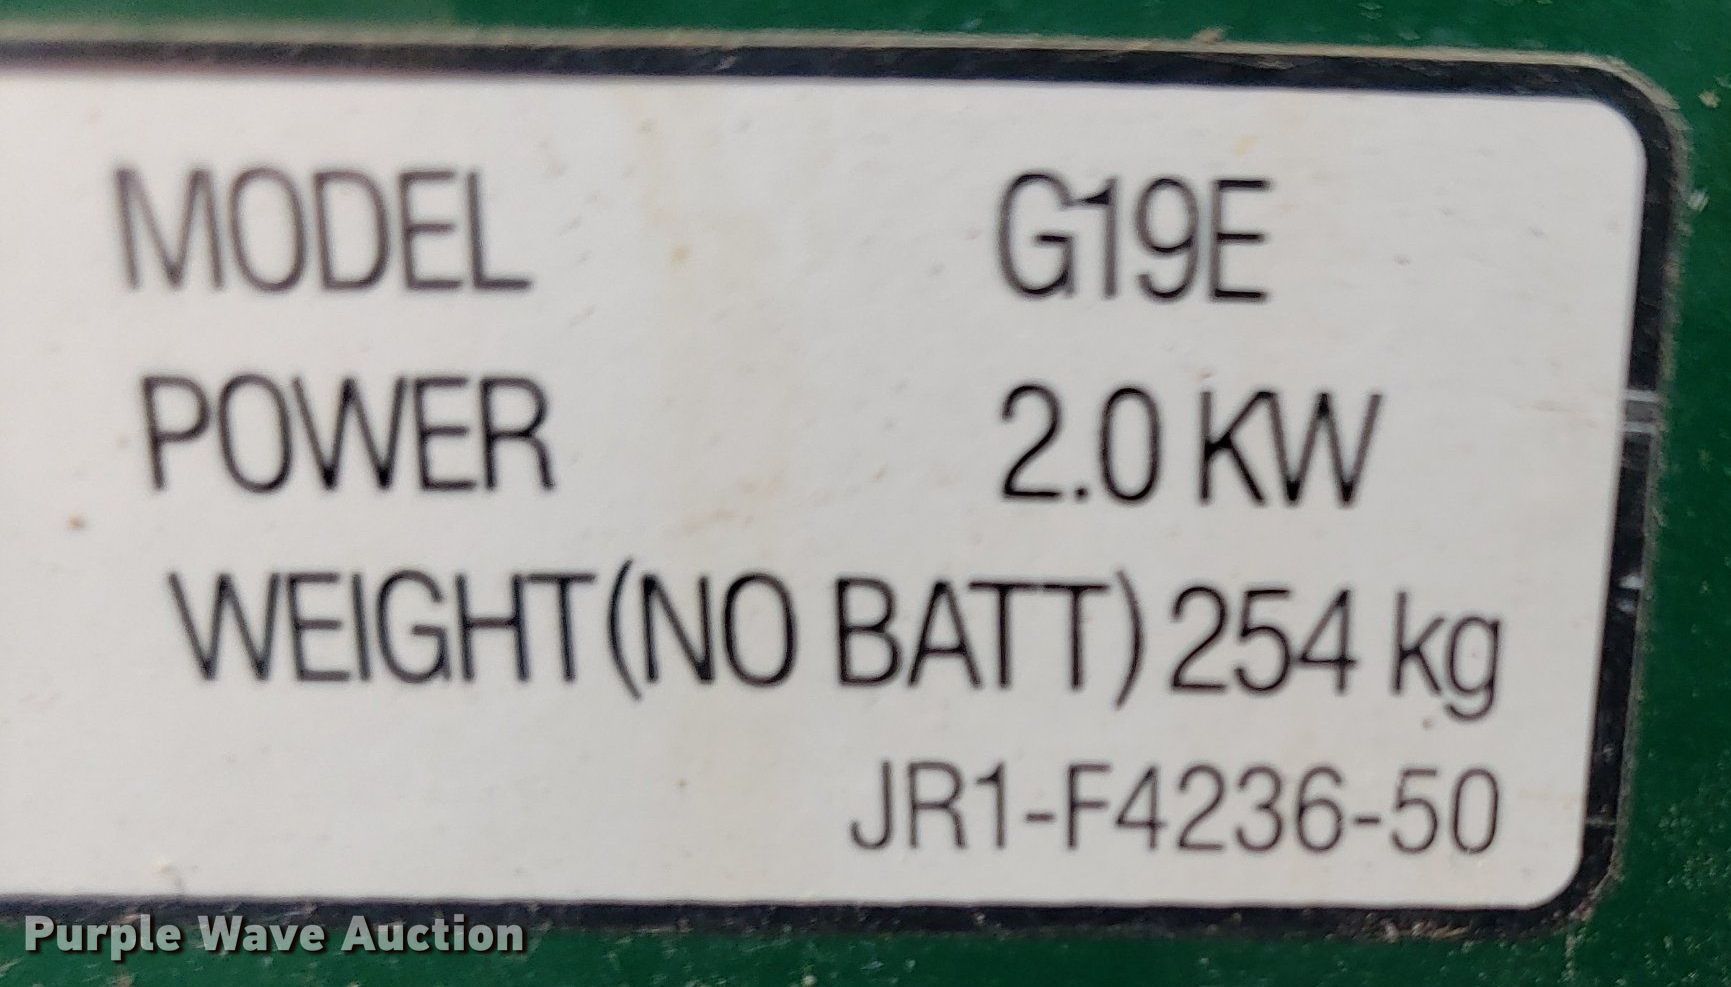 MODEL G19E
POWER 2.0 KW
WEIGHT(NO BATT) 254 kg
JR1-F4236-50
Purple Wave Auction